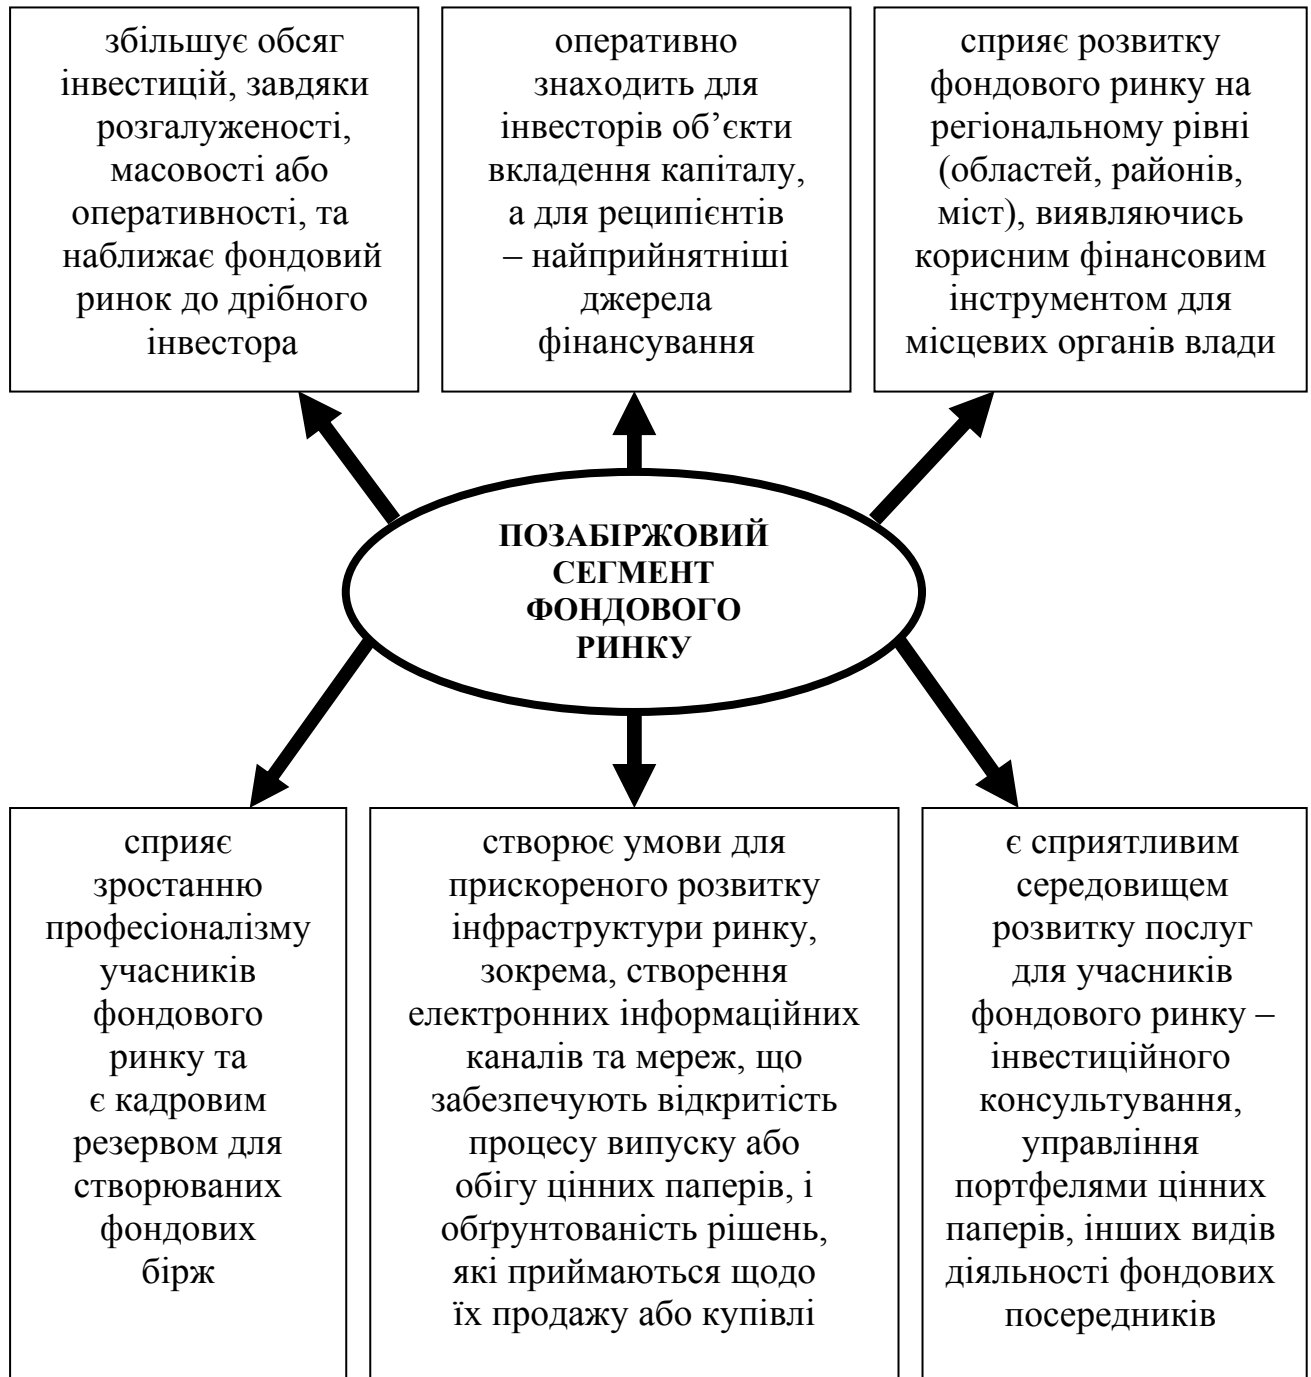 збільшує обсяг
інвестицій, завдяки
розгалуженості,
масовості або
оперативності, та
наближає фондовий
ринок до дрібного
інвестора
оперативно
знаходить для
інвесторів об’єкти
вкладення капіталу,
а для реципієнтів
– найприйнятніші
джерела
фінансування
сприяє розвитку
фондового ринку на
регіональному рівні
(областей, районів,
міст), виявляючись
корисним фінансовим
інструментом для
місцевих органів влади
ПОЗАБІРЖОВИЙ
СЕГМЕНТ
ФОНДОВОГО
РИНКУ
сприяє
зростанню
професіоналізму
учасників
фондового
ринку та
є кадровим
резервом для
створюваних
фондових
бірж
створює умови для
прискореного розвитку
інфраструктури ринку,
зокрема, створення
електронних інформаційних
каналів та мереж, що
забезпечують відкритість
процесу випуску або
обігу цінних паперів, і
обґрунтованість рішень,
які приймаються щодо
їх продажу або купівлі
є сприятливим
середовищем
розвитку послуг
для учасників
фондового ринку –
інвестиційного
консультування,
управління
портфелями цінних
паперів, інших видів
діяльності фондових
посередників